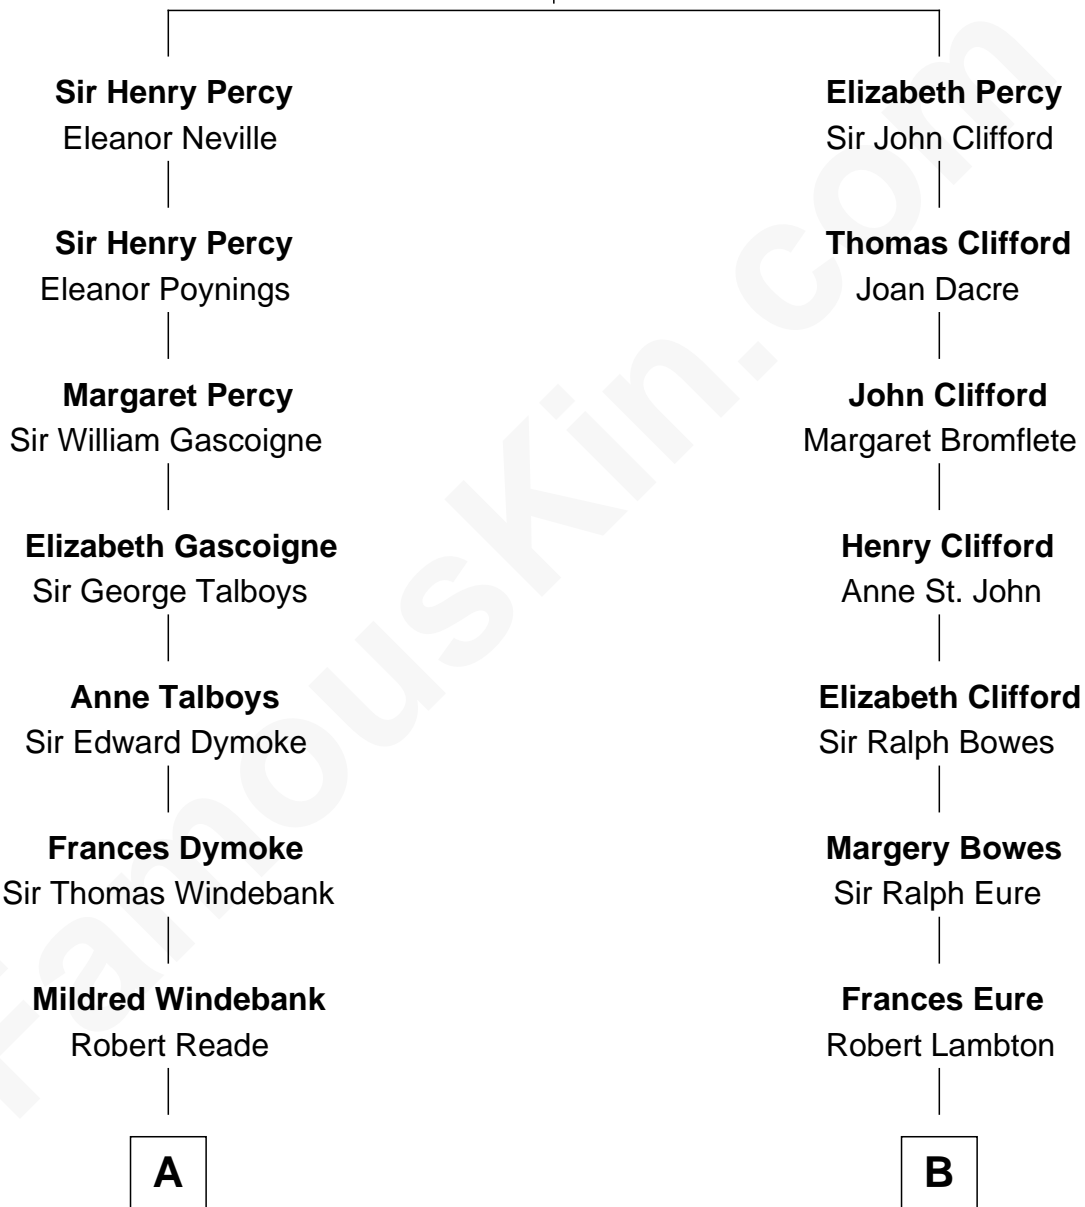 Sir Henry Percy
Eleanor Neville
Sir Henry Percy
Eleanor Poynings
Margaret Percy
Sir William Gascoigne
Elizabeth Gascoigne
Sir George Talboys
Anne Talboys
Sir Edward Dymoke
Frances Dymoke
Sir Thomas Windebank
Mildred Windebank
Robert Reade
A
Elizabeth Percy
Sir John Clifford
Thomas Clifford
Joan Dacre
John Clifford
Margaret Bromflete
Henry Clifford
Anne St. John
Elizabeth Clifford
Sir Ralph Bowes
Margery Bowes
Sir Ralph Eure
Frances Eure
Robert Lambton
B
FamousKin.com